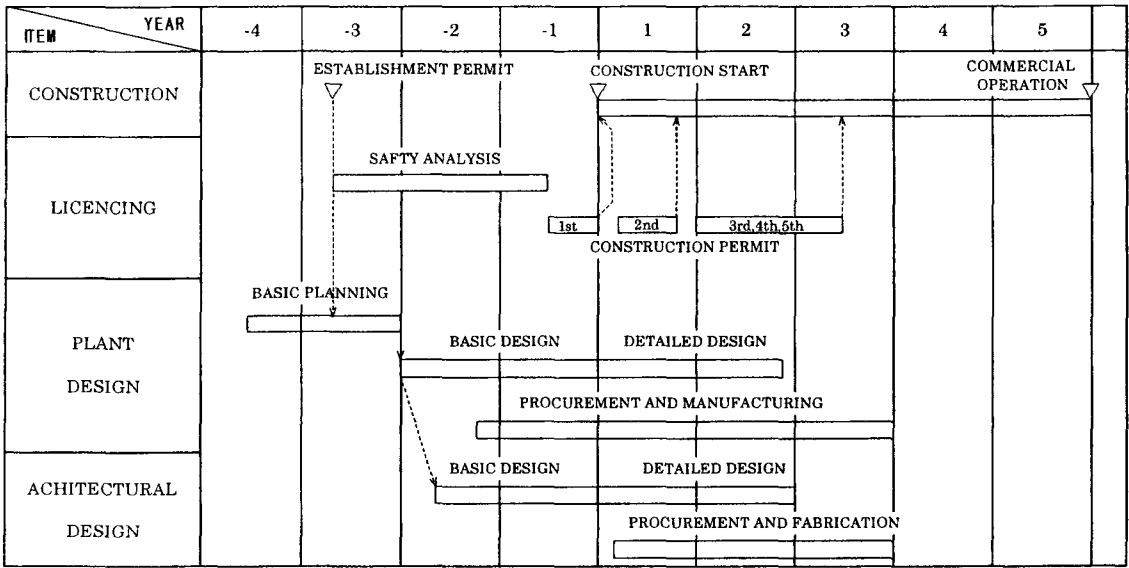 YEAR
ITEM
-4 -3 -2 -1 1 2 3 4 5
CONSTRUCTION
ESTABLISHMENT PERMIT
CONSTRUCTION START
COMMERCIAL
OPERATION
LICENCING
SAFTY ANALYSIS
1st 2nd 3rd,4th,5th
CONSTRUCTION PERMIT
PLANT
DESIGN
BASIC PLANNING
BASIC DESIGN DETAILED DESIGN
PROCUREMENT AND MANUFACTURING
ACHITECTURAL
DESIGN
BASIC DESIGN DETAILED DESIGN
PROCUREMENT AND FABRICATION